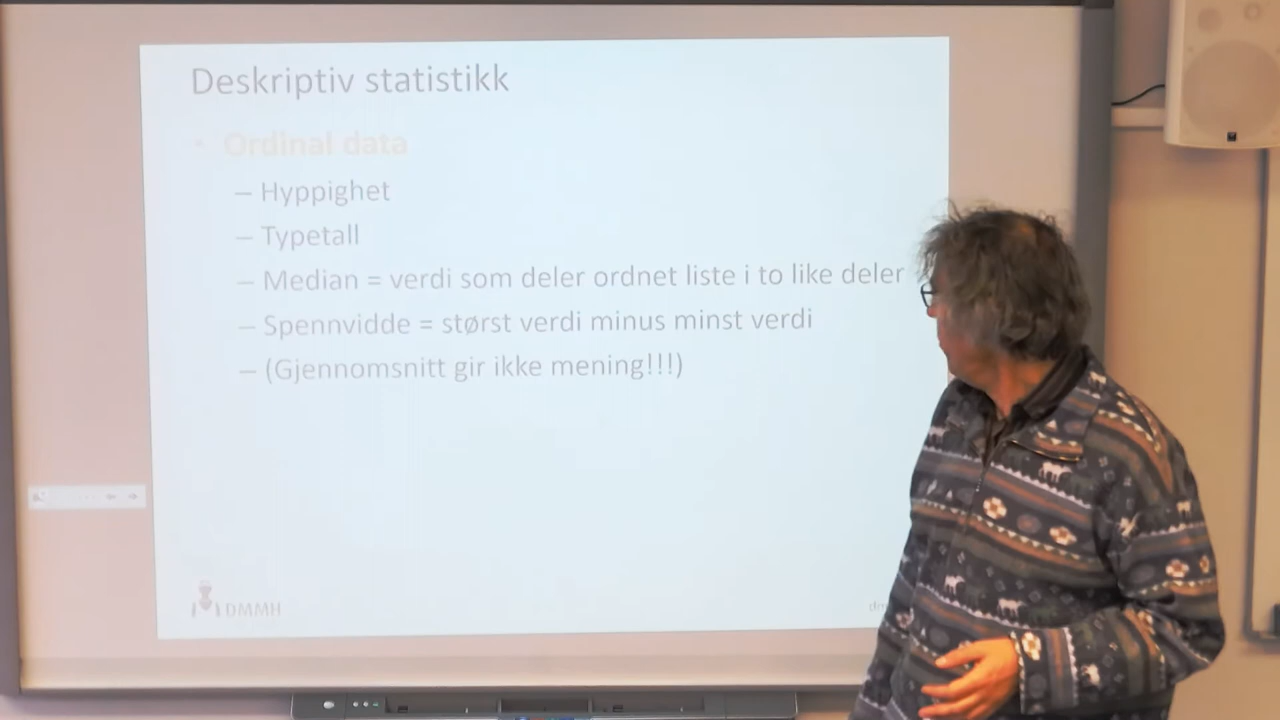 Deskriptiv statistikk
• Ordinal data
– Hyppighet
– Typetall
– Median = verdi som deler ordnet liste i to like deler
– Spennvidde = størst verdi minus minst verdi
– (Gjennomsnitt gir ikke mening!!!)
DMMH